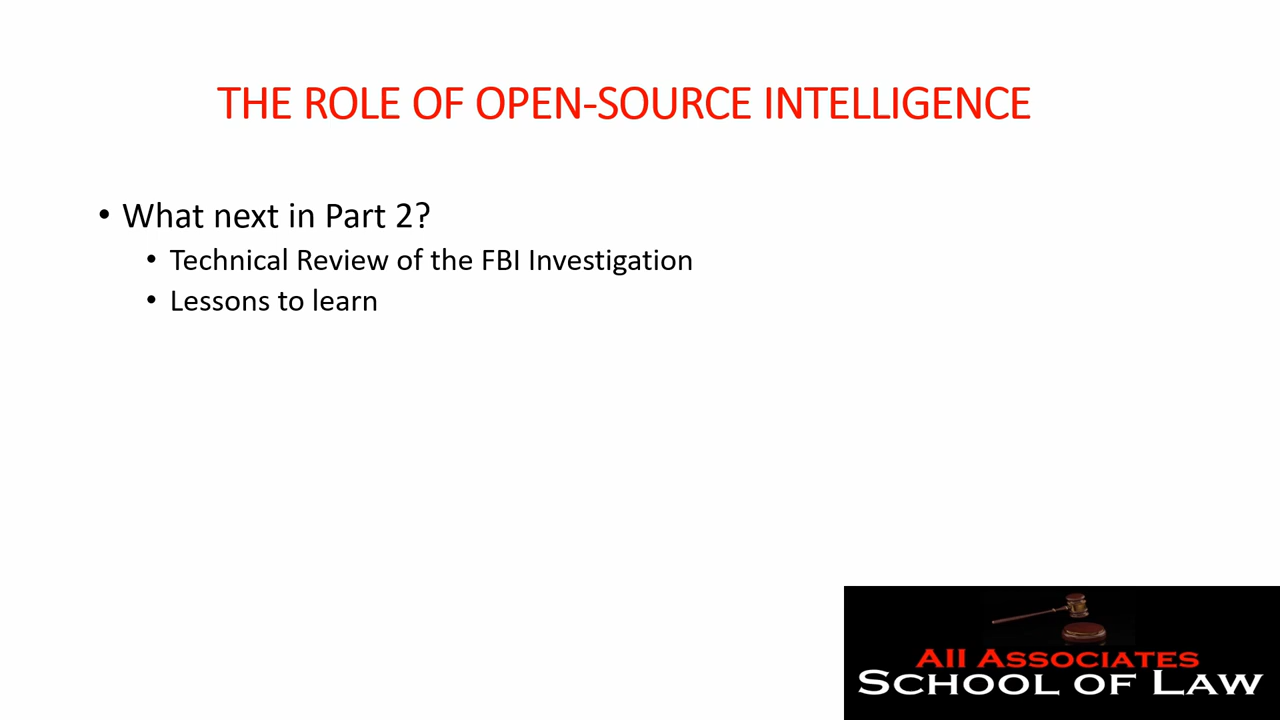 THE ROLE OF OPEN-SOURCE INTELLIGENCE
• What next in Part 2?
• Technical Review of the FBI Investigation
• Lessons to learn
All Associates
School of Law